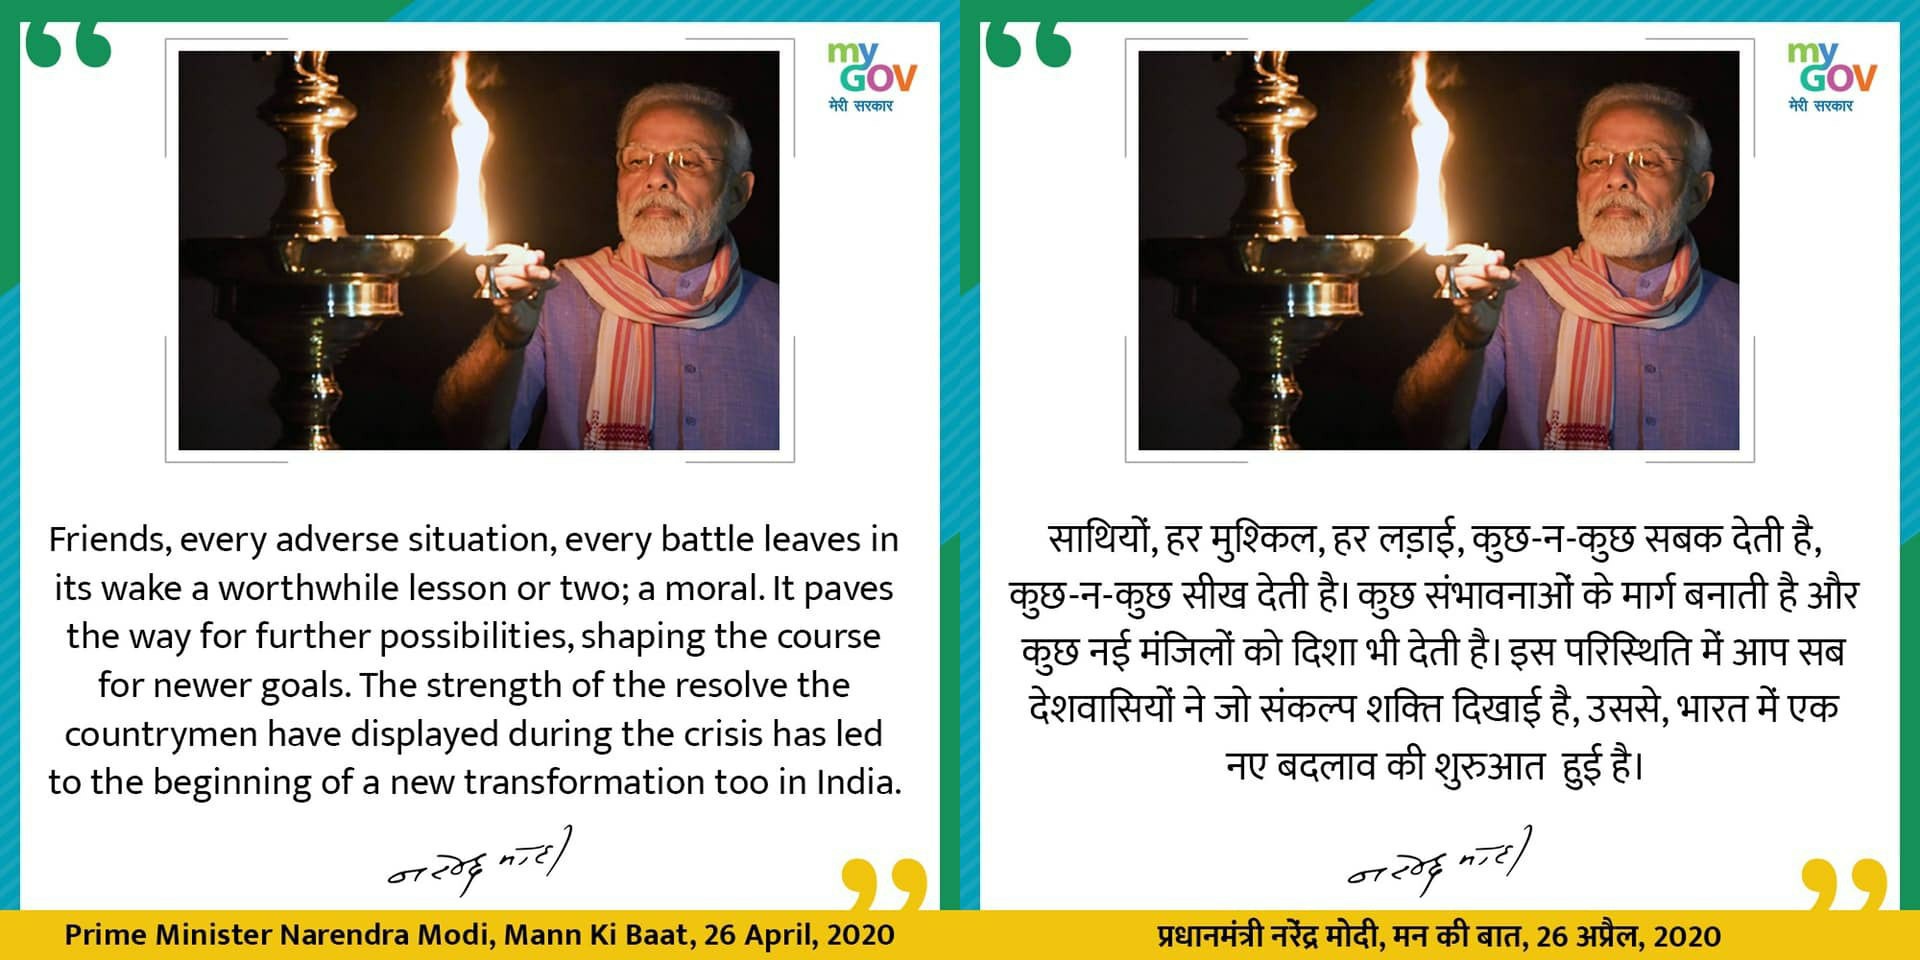 my
GOV
मेरी सरकार
Friends, every adverse situation, every battle leaves in
its wake a worthwhile lesson or two; a moral. It paves
the way for further possibilities, shaping the course
for newer goals. The strength of the resolve the
countrymen have displayed during the crisis has led
to the beginning of a new transformation too in India.
नरेन्द्र मोदी
Prime Minister Narendra Modi, Mann Ki Baat, 26 April, 2020
my
GOV
मेरी सरकार
साथियों, हर मुश्किल, हर लड़ाई, कुछ-न-कुछ सबक देती है,
कुछ-न-कुछ सीख देती है। कुछ संभावनाओं के मार्ग बनाती है और
कुछ नई मंजिलों को दिशा भी देती है। इस परिस्थिति में आप सब
देशवासियों ने जो संकल्प शक्ति दिखाई है, उससे, भारत में एक
नए बदलाव की शुरुआत हुई है।
नरेन्द्र मोदी
प्रधानमंत्री नरेंद्र मोदी, मन की बात, 26 अप्रैल, 2020